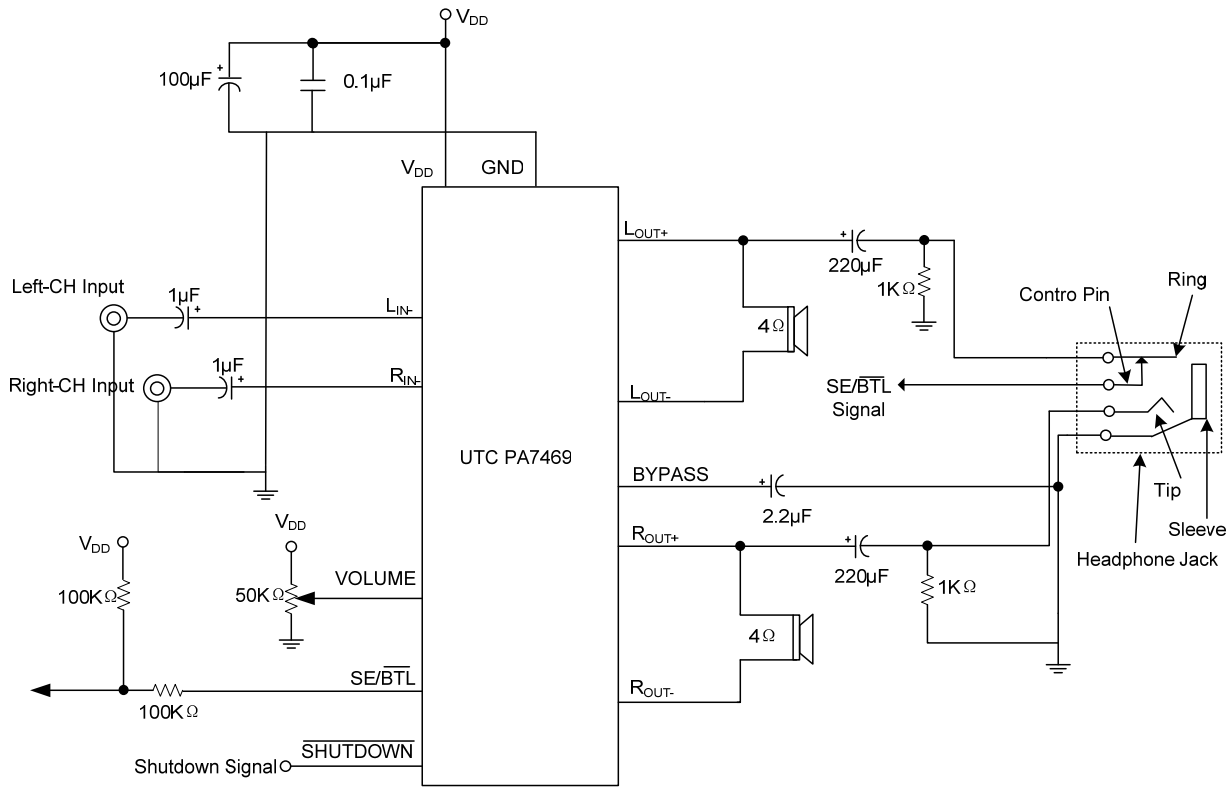 VDD
100µF
+
0.1µF
VDD
GND
LOUT+
+
220µF
1KΩ
Contro Pin
Ring
Left-CH Input
1µF
+
LIN-
4Ω
1µF
+
Right-CH Input
RIN-
SE/BTL
Signal
LOUT-
UTC PA7469
BYPASS
+
2.2µF
Tip
Sleeve
Headphone Jack
VDD
VDD
ROUT+
+
220µF
1KΩ
100KΩ
50KΩ
VOLUME
4Ω
SE/BTL
ROUT-
100KΩ
SHUTDOWN
Shutdown Signal